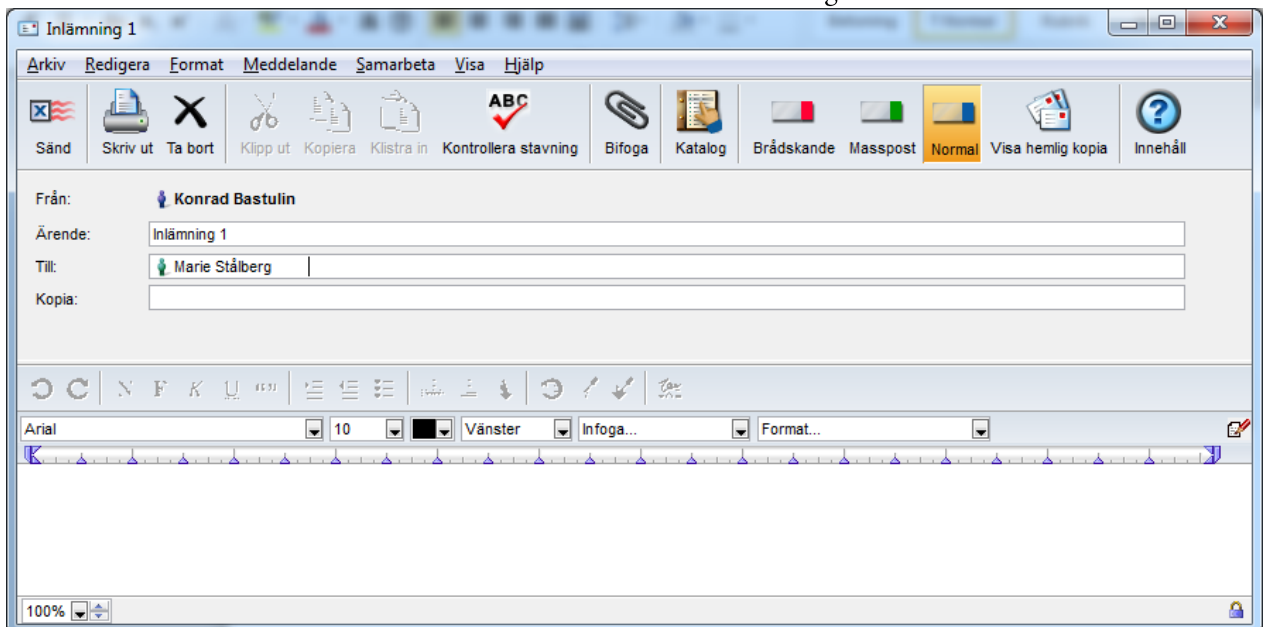 Inlämning 1
Arkiv Redigera Format Meddelande Samarbeta Visa Hjälp
ABC
Sänd Skriv ut Ta bort Klipp ut Kopiera Klistra in Kontrollera stavning Bifoga Katalog Brådskande Masspost Normal Visa hemlig kopia Innehåll
Från: Konrad Bastulin
Ärende: Inlämning 1
Till: Marie Stålberg
Kopia:
N F K U
Arial 10 Vänster Infoga... Format...
100%